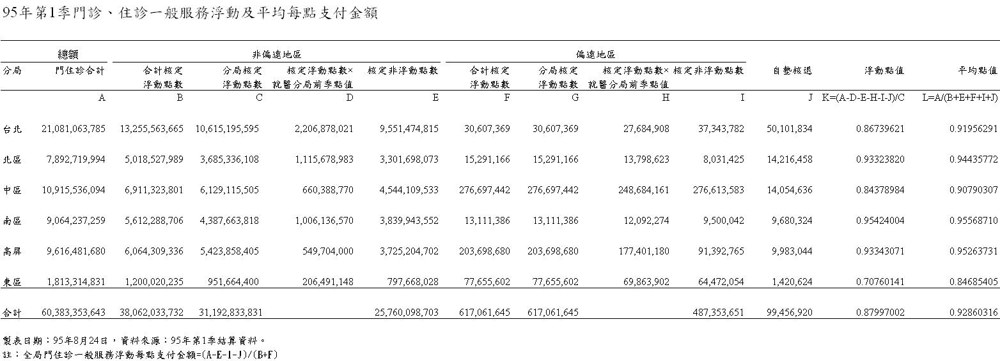 95年第1季門診、住診一般服務浮動及平均每點支付金額
總額 非偏遠地區 偏遠地區
分局 門住診合計 合計核定 分局核定 核定浮動點數× 核定非浮動點數 合計核定 分局核定 核定浮動點數× 核定非浮動點數 自墊核退 浮動點值 平均點值
浮動點數 浮動點數 就醫分局前季點值 浮動點數 浮動點數 就醫分局前季點值
A B C D E F G H I J K=(A-D-E-H-I-J)/C L=A/(B+E+F+I+J)
台北 21,081,063,785 13,255,563,665 10,615,195,595 2,206,878,021 9,551,474,815 30,607,369 30,607,369 27,684,908 37,343,782 50,101,834 0.86739621 0.91956291
北區 7,892,719,994 5,018,527,989 3,685,336,108 1,115,678,983 3,301,698,073 15,291,166 15,291,166 13,798,623 8,031,425 14,216,458 0.93323820 0.94435772
中區 10,915,536,094 6,911,323,801 6,129,115,505 660,388,770 4,544,109,533 276,697,442 276,697,442 248,684,161 276,613,583 14,054,636 0.84378984 0.90790307
南區 9,064,237,259 5,612,288,706 4,387,663,818 1,006,136,570 3,839,943,552 13,111,386 13,111,386 12,092,274 9,500,042 9,680,324 0.95424004 0.95568710
高屏 9,616,481,680 6,064,309,336 5,423,858,405 549,704,000 3,725,204,702 203,698,680 203,698,680 177,401,180 91,392,765 9,983,044 0.93343071 0.95263731
東區 1,813,314,831 1,200,020,235 951,664,400 206,491,148 797,668,028 77,655,602 77,655,602 69,863,902 64,472,054 1,420,624 0.70760141 0.84685405
合計 60,383,353,643 38,062,033,732 31,192,833,831 25,760,098,703 617,061,645 617,061,645 487,353,651 99,456,920 0.87997002 0.92860316
製表日期：95年8月24日，資料來源：95年第1季結算資料。
註：全局門住診一般服務浮動每點支付金額=(A-E-I-J)/(B+F)